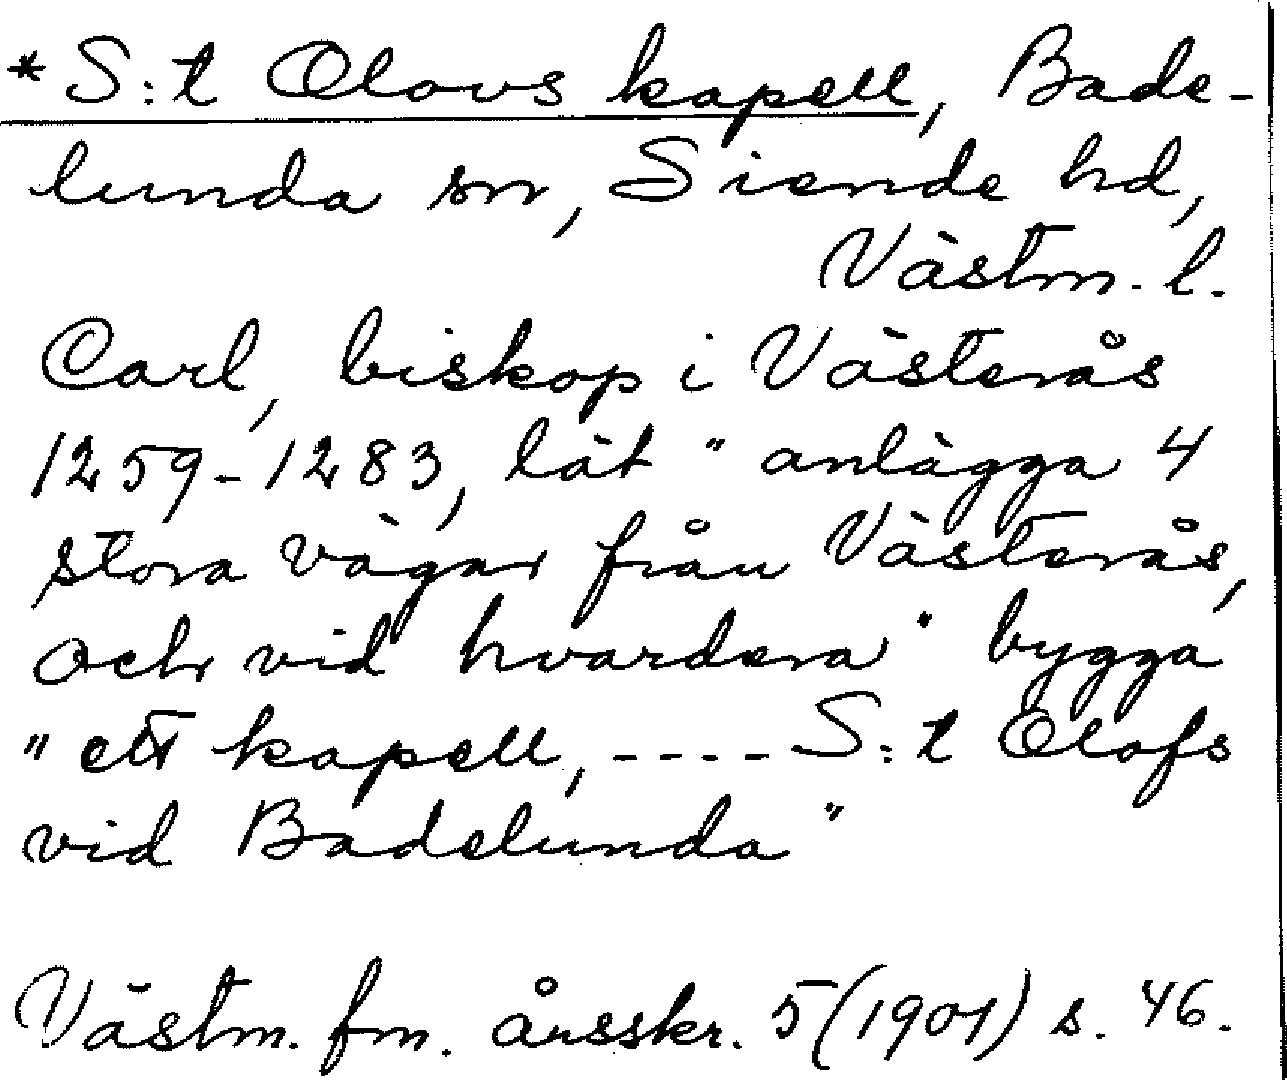 *S:t Olovs kapell, Bade-
lunda sn, Siende hd,
Västm. l.
Carl, biskop i Västerås
1259-1283, lät "anlägga 4
stora vägar från Västerås,
och vid hvardera" bygga
"ett kapell, ---- S:t Olofs
vid Badelunda"
Västm. fm. årsskr. 5 (1901) s. 46.